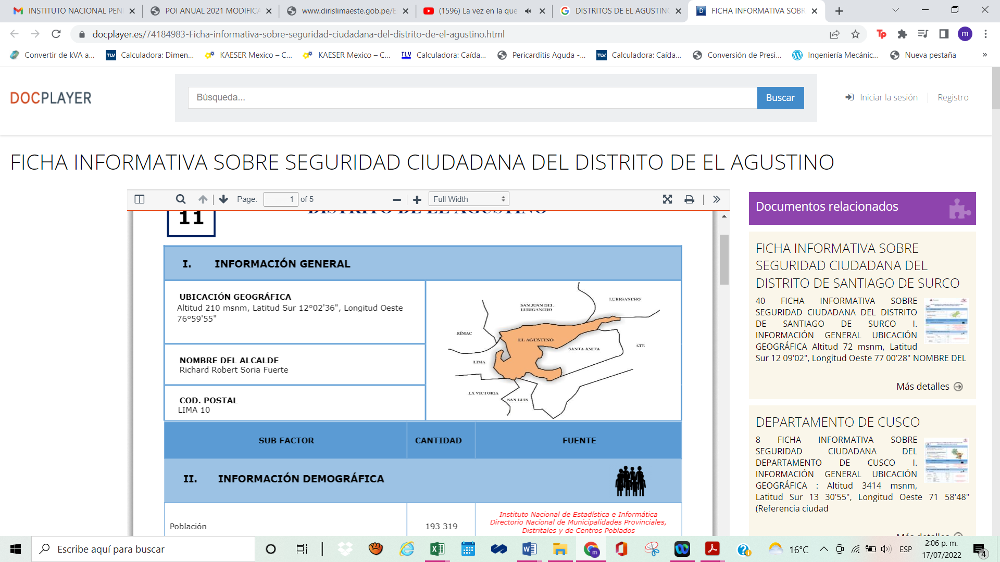 INSTITUTO NACIONAL PEN
POI ANUAL 2021 MODIFICA
www.dirislimaeste.gob.pe/E
(1596) La vez en la que
DISTRITOS DE EL AGUSTINO
FICHA INFORMATIVA SOBR
docplayer.es/74184983-Ficha-informativa-sobre-seguridad-ciudadana-del-distrito-de-el-agustino.html
m
Convertir de kVA a...
TLV
Calculadora: Dimen...
KAESER Mexico – C...
KAESER Mexico – C...
TLV
Calculadora: Caída...
Pericarditis Aguda -...
TLV
Calculadora: Caída...
Conversión de Presi...
Ingeniería Mecánic...
Nueva pestaña
»
DOCPLAYER
Búsqueda...
Buscar
Iniciar la sesión
Registro
FICHA INFORMATIVA SOBRE SEGURIDAD CIUDADANA DEL DISTRITO DE EL AGUSTINO
Page:
1
of 5
Full Width
11
DISTRITO DE EL AGUSTINO
I. INFORMACIÓN GENERAL
UBICACIÓN GEOGRÁFICA
Altitud 210 msnm, Latitud Sur 12°02'36", Longitud Oeste
76°59'55"
NOMBRE DEL ALCALDE
Richard Robert Soria Fuerte
COD. POSTAL
LIMA 10
SAN JUAN DEL
LURIGANCHO
LURIGANCHO
RÍMAC
EL AGUSTINO
SANTA ANITA
ATE
LIMA
LA VICTORIA
SAN LUIS
SUB FACTOR
CANTIDAD
FUENTE
II. INFORMACIÓN DEMOGRÁFICA
Población
193 319
Instituto Nacional de Estadística e Informática
Directorio Nacional de Municipalidades Provinciales,
Distritales y de Centros Poblados
Documentos relacionados
FICHA INFORMATIVA SOBRE
SEGURIDAD CIUDADANA DEL
DISTRITO DE SANTIAGO DE SURCO
40 FICHA INFORMATIVA SOBRE
SEGURIDAD CIUDADANA DEL DISTRITO
DE SANTIAGO DE SURCO I.
INFORMACIÓN GENERAL UBICACIÓN
GEOGRÁFICA Altitud 72 msnm, Latitud
Sur 12 09'02", Longitud Oeste 77 00'28" NOMBRE DEL
Más detalles
DEPARTAMENTO DE CUSCO
8 FICHA INFORMATIVA SOBRE
SEGURIDAD CIUDADANA DEL
DEPARTAMENTO DE CUSCO I.
INFORMACIÓN GENERAL UBICACIÓN
GEOGRÁFICA : Altitud 3414 msnm,
Latitud Sur 13 30'55", Longitud Oeste 71 58'48"
(Referencia ciudad
Más detalles
Escribe aquí para buscar
16°C
ESP
2:06 p. m.
17/07/2022
4